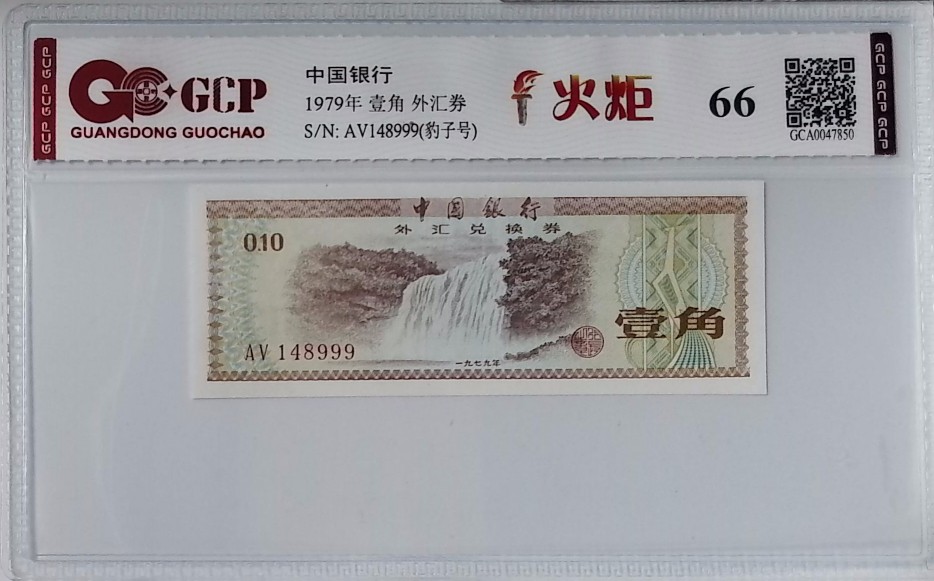 GCP GCP GCP
GCP
GUANGDONG GUOCHAO
中国银行
1979年 壹角 外汇券
S/N: AV148999(豹子号)
火炬
66
GCA0047850
GCP GCP GCP
中国銀行
外汇兑换券
0.10
壹角
AV 148999
一九七九年